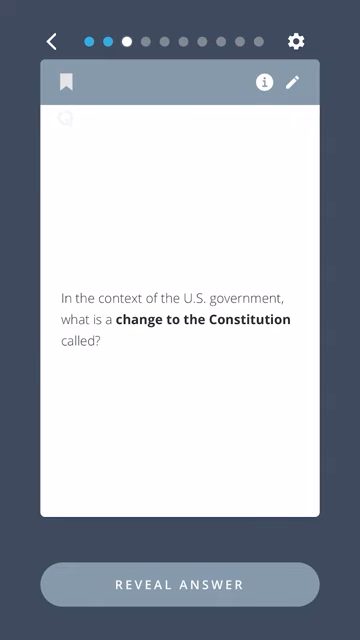 In the context of the U.S. government,
what is a change to the Constitution
called?
REVEAL ANSWER